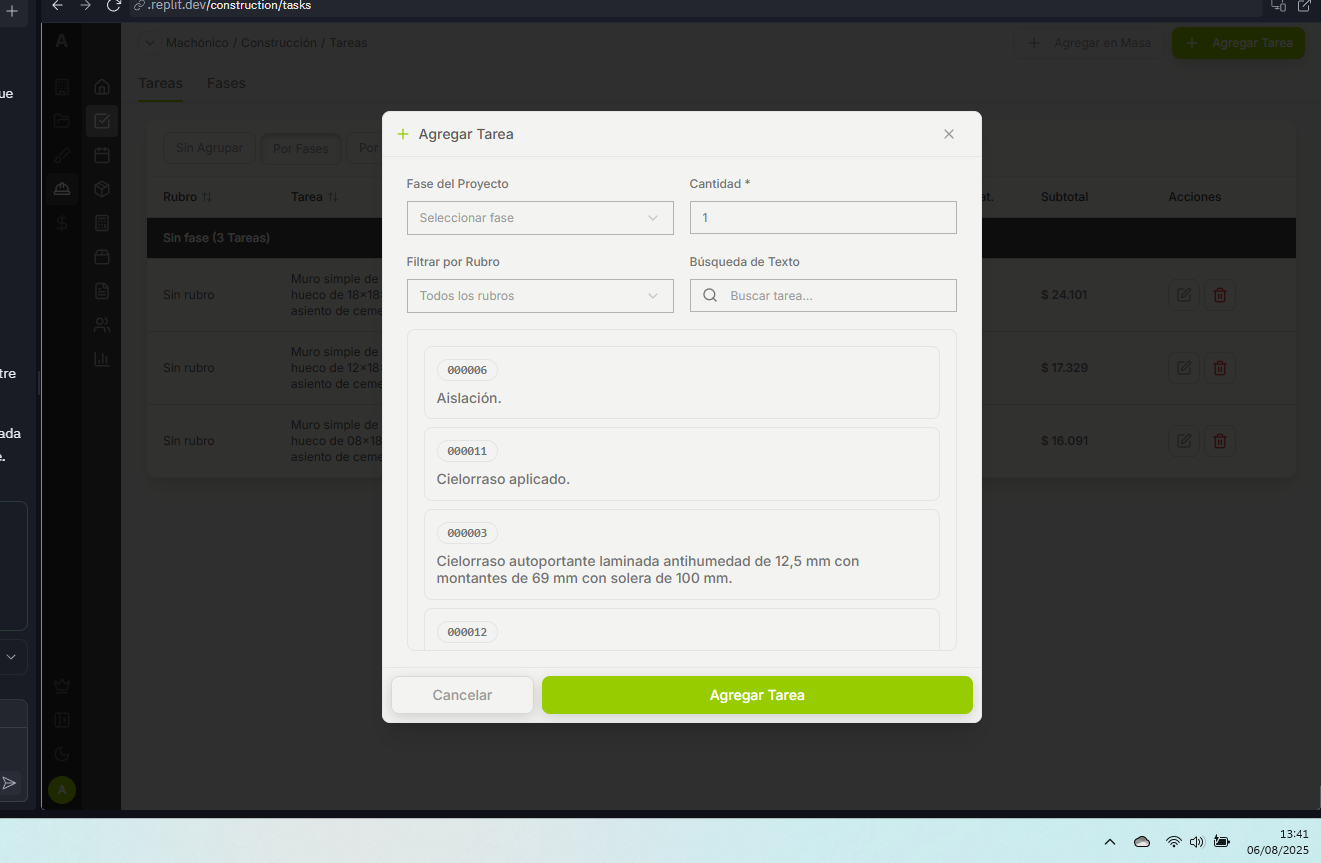 .replit.dev/construction/tasks
ue
tre
ada
e.
A
Machónico / Construcción / Tareas
Agregar en Masa
Agregar Tarea
Tareas
Fases
Sin Agrupar
Por Fases
Por
Rubro
Tarea
at.
Subtotal
Acciones
Sin fase (3 Tareas)
Sin rubro
Muro simple de
hueco de 18x18
asiento de ceme
$ 24.101
Sin rubro
Muro simple de
hueco de 12x18
asiento de ceme
$ 17.329
Sin rubro
Muro simple de
hueco de 08x18
asiento de ceme
$ 16.091
A
Agregar Tarea
Fase del Proyecto
Cantidad *
Seleccionar fase
1
Filtrar por Rubro
Búsqueda de Texto
Todos los rubros
Buscar tarea...
000006
Aislación.
000011
Cielorraso aplicado.
000003
Cielorraso autoportante laminada antihumedad de 12,5 mm con
montantes de 69 mm con solera de 100 mm.
000012
Cancelar
Agregar Tarea
13:41
06/08/2025